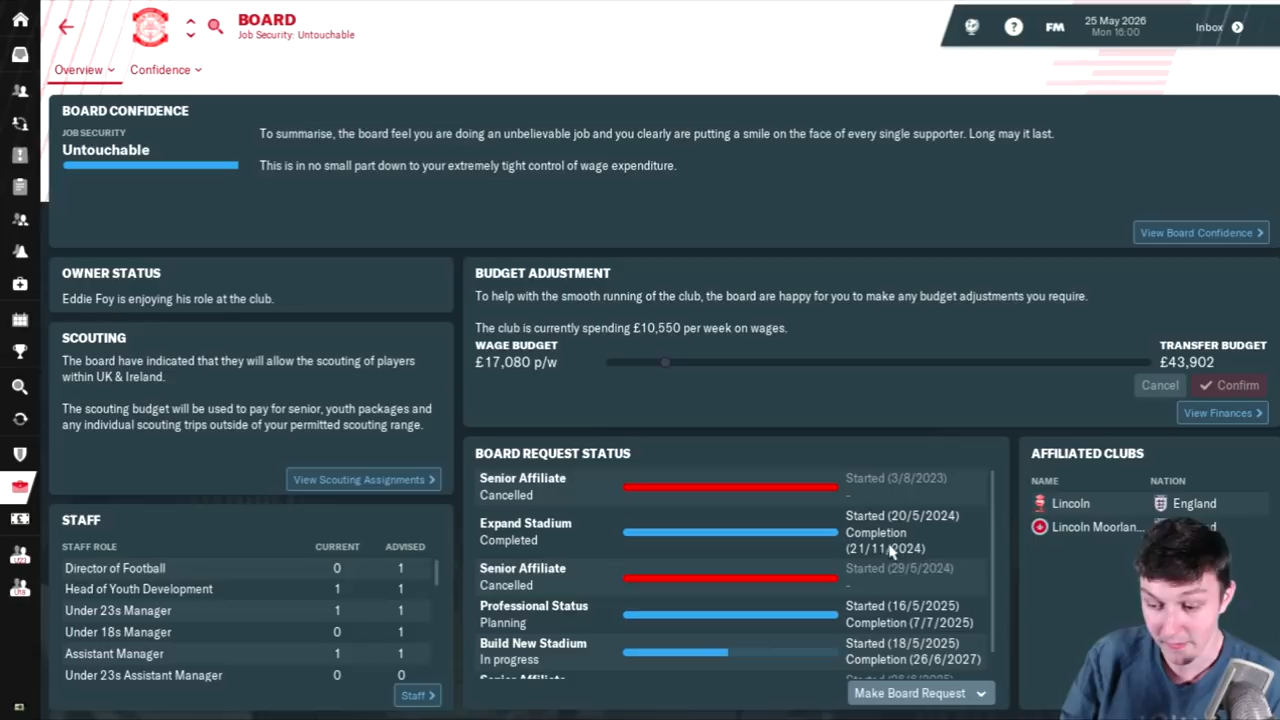 BOARD
Job Security: Untouchable
25 May 2026
Mon 16:00
FM
Inbox
Overview
Confidence
BOARD CONFIDENCE
JOB SECURITY
Untouchable
To summarise, the board feel you are doing an unbelievable job and you clearly are putting a smile on the face of every single supporter. Long may it last.
This is in no small part down to your extremely tight control of wage expenditure.
View Board Confidence
OWNER STATUS
Eddie Foy is enjoying his role at the club.
SCOUTING
The board have indicated that they will allow the scouting of players
within UK & Ireland.
The scouting budget will be used to pay for senior, youth packages and
any individual scouting trips outside of your permitted scouting range.
View Scouting Assignments
STAFF
STAFF ROLE CURRENT ADVISED
Director of Football 0 1
Head of Youth Development 1 1
Under 23s Manager 1 1
Under 18s Manager 0 1
Assistant Manager 1 1
Under 23s Assistant Manager 0 0
Staff
BUDGET ADJUSTMENT
To help with the smooth running of the club, the board are happy for you to make any budget adjustments you require.
The club is currently spending £10,550 per week on wages.
WAGE BUDGET
£17,080 p/w
TRANSFER BUDGET
£43,902
Cancel
Confirm
View Finances
BOARD REQUEST STATUS
Senior Affiliate
Cancelled
Started (3/8/2023)
-
Expand Stadium
Completed
Started (20/5/2024)
Completion
(21/11/2024)
Senior Affiliate
Cancelled
Started (29/5/2024)
-
Professional Status
Planning
Started (16/5/2025)
Completion (7/7/2025)
Build New Stadium
In progress
Started (18/5/2025)
Completion (26/6/2027)
Make Board Request
AFFILIATED CLUBS
NAME NATION
Lincoln England
Lincoln Moorlan...